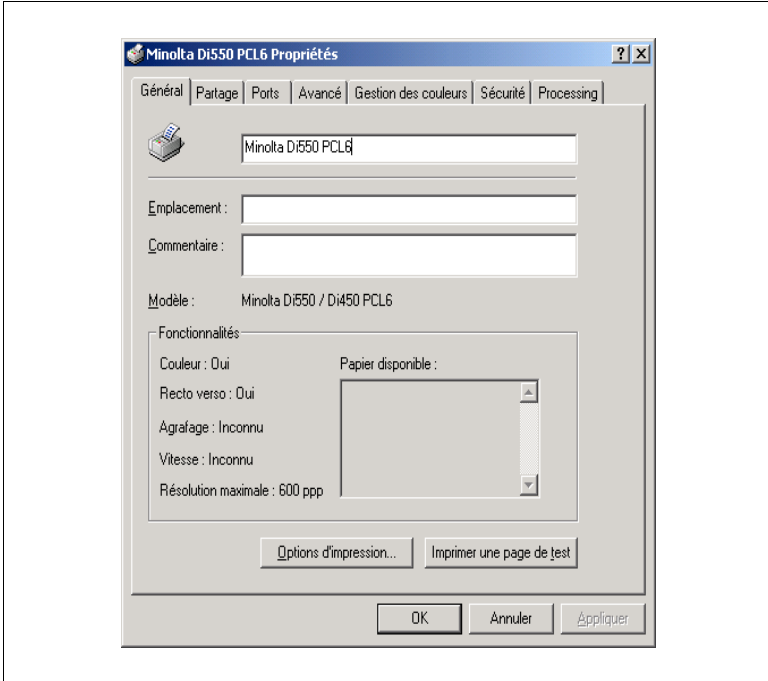 Minolta Di550 PCL6 Propriétés
Général Partage Ports Avancé Gestion des couleurs Sécurité Processing
Minolta Di550 PCL6
Emplacement :
Commentaire :
Modèle : Minolta Di550 / Di450 PCL6
Fonctionnalités
Couleur : Oui Papier disponible :
Recto verso : Oui
Agrafage : Inconnu
Vitesse : Inconnu
Résolution maximale : 600 ppp
Options d'impression... Imprimer une page de test
OK Annuler Appliquer